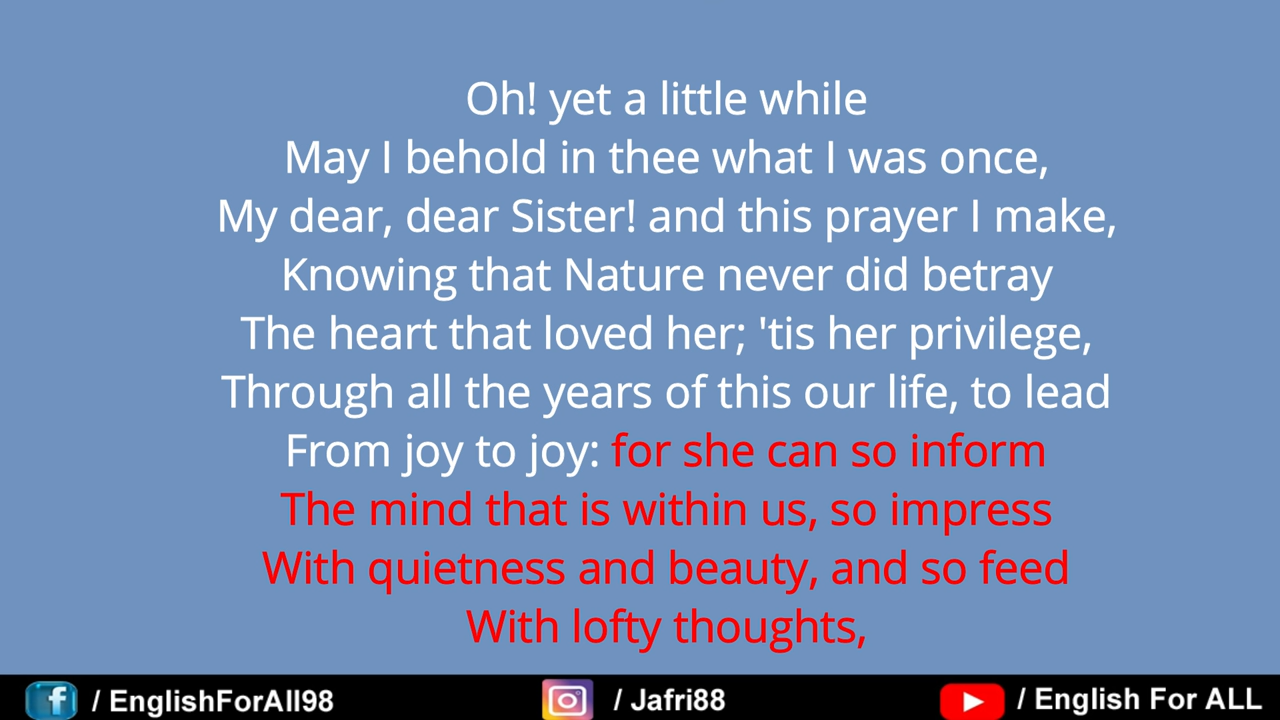 Oh! yet a little while
May I behold in thee what I was once,
My dear, dear Sister! and this prayer I make,
Knowing that Nature never did betray
The heart that loved her; 'tis her privilege,
Through all the years of this our life, to lead
From joy to joy: for she can so inform
The mind that is within us, so impress
With quietness and beauty, and so feed
With lofty thoughts,
/ EnglishForAll98 / Jafri88 / English For ALL